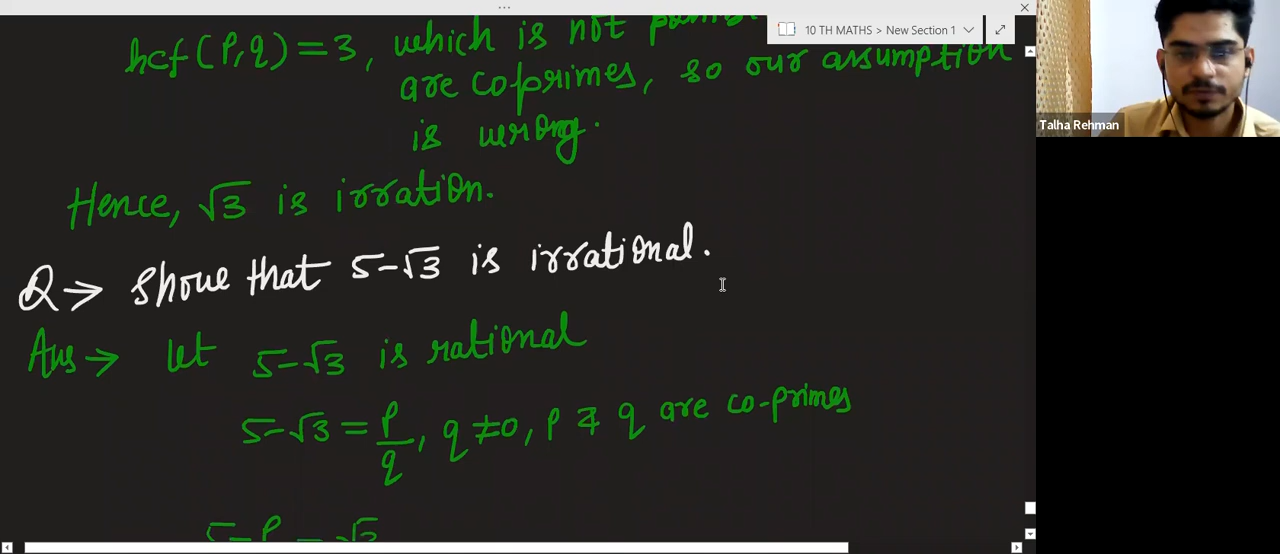 10 TH MATHS > New Section 1
Talha Rehman
hcf(P,q) = 3, which is not
are coprimes, so our assumption
is wrong.
Hence, √3 is irration.
Q → Show that 5-√3 is irrational.
Ans → Let 5-√3 is rational
5-√3 = P/q, q ≠ 0, P & q are co-primes
5-P = √3